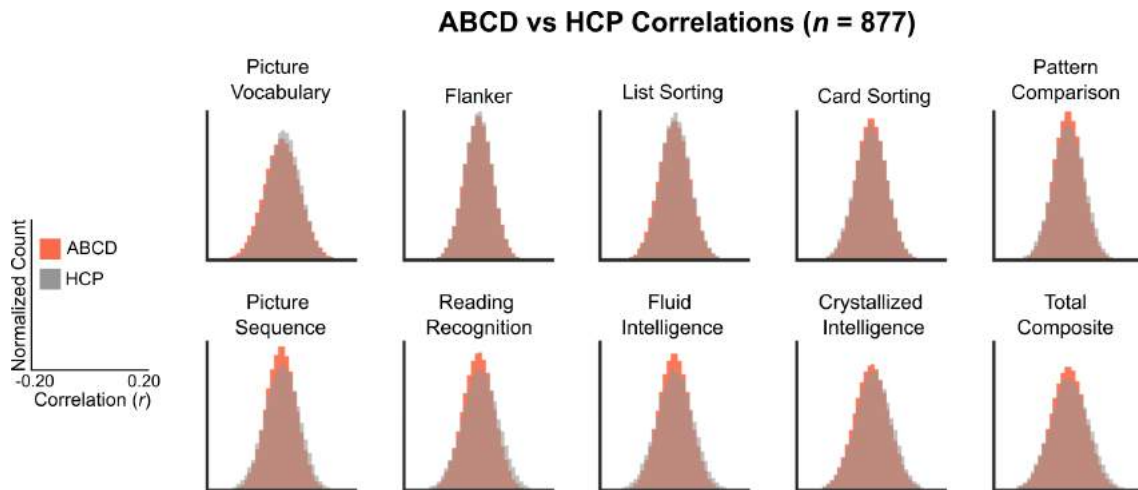 ABCD vs HCP Correlations (n = 877)
Picture
Vocabulary
Flanker
List Sorting
Card Sorting
Pattern
Comparison
Normalized Count
ABCD
HCP
-0.20
0.20
Correlation (r)
Picture
Sequence
Reading
Recognition
Fluid
Intelligence
Crystallized
Intelligence
Total
Composite